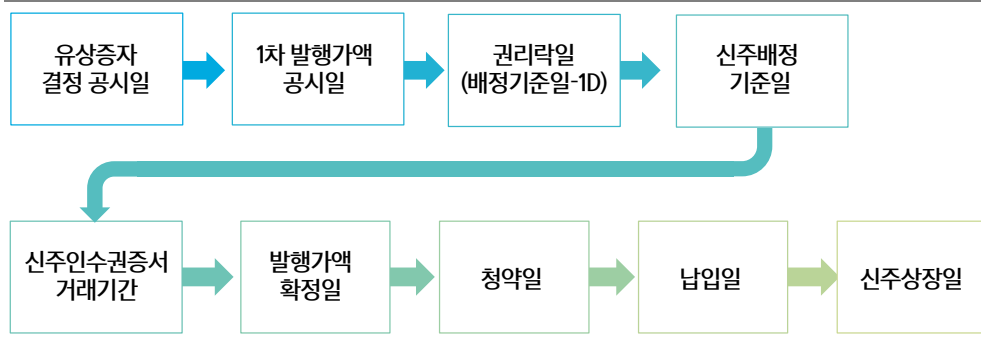 유상증자
결정 공시일
1차 발행가액
공시일
권리락일
(배정기준일-1D)
신주배정
기준일
신주인수권증서
거래기간
발행가액
확정일
청약일
납입일
신주상장일